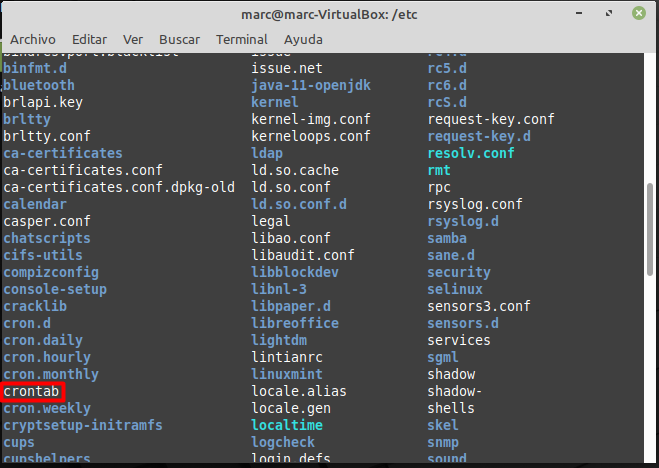 marc@marc-VirtualBox: /etc
Archivo Editar Ver Buscar Terminal Ayuda
binfmt.d issue.net rc5.d
bluetooth java-11-openjdk rc6.d
brlapi.key kernel rcS.d
brltty kernel-img.conf request-key.conf
brltty.conf kerneloops.conf request-key.d
ca-certificates ldap resolv.conf
ca-certificates.conf ld.so.cache rmt
ca-certificates.conf.dpkg-old ld.so.conf rpc
calendar ld.so.conf.d rsyslog.conf
casper.conf legal rsyslog.d
chatscripts libao.conf samba
cifs-utils libaudit.conf sane.d
compizconfig libblockdev security
console-setup libnl-3 selinux
cracklib libpaper.d sensors3.conf
cron.d libreoffice sensors.d
cron.daily lightdm services
cron.hourly lintianrc sgml
cron.monthly linuxmint shadow
crontab locale.alias shadow-
cron.weekly locale.gen shells
cryptsetup-initramfs localtime skel
cups logcheck snmp
cupshelpers login.defs sound